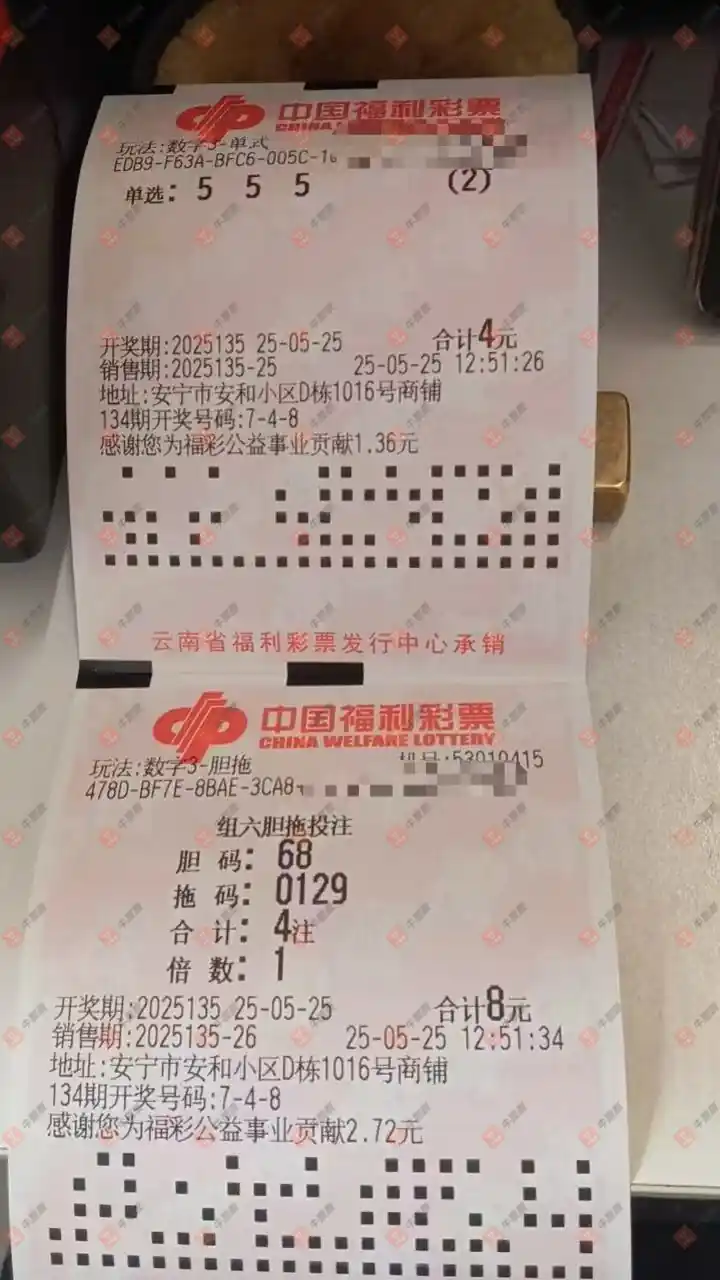 中国福利彩票
CHINA
玩法:数字3-单式
EDB9-F63A-BFC6-005C-1
单选: 5 5 5 (2)
开奖期:2025135 25-05-25 合计4元
销售期:2025135-25 25-05-25 12:51:26
地址:安宁市安和小区D栋1016号商铺
134期开奖号码:7-4-8
感谢您为福彩公益事业贡献1.36元
云南省福利彩票发行中心承销
中国福利彩票
CHINA WELFARE LOTTERY
玩法:数字3-胆拖 机号:53010415
478D-BF7E-8BAE-3CA8-
组六胆拖投注
胆 码: 68
拖 码: 0129
合 计: 4注
倍 数: 1
开奖期:2025135 25-05-25 合计8元
销售期:2025135-26 25-05-25 12:51:34
地址:安宁市安和小区D栋1016号商铺
134期开奖号码:7-4-8
感谢您为福彩公益事业贡献2.72元